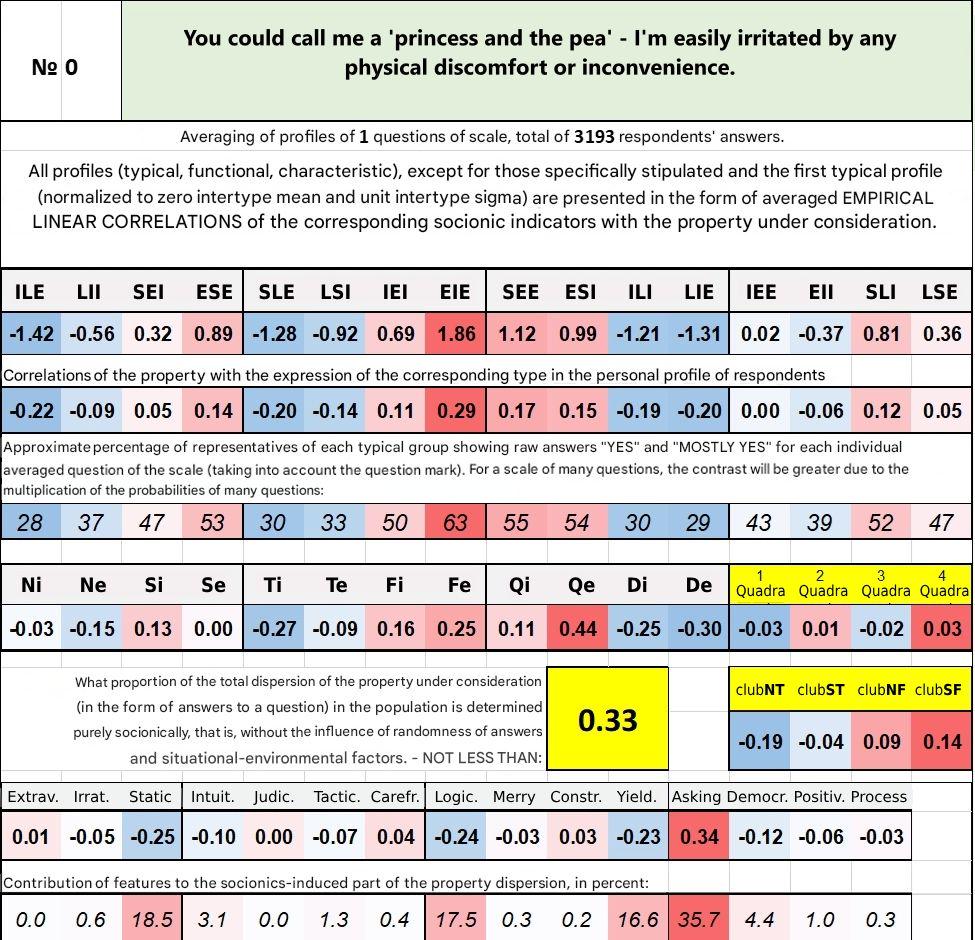 № 0
You could call me a 'princess and the pea' - I'm easily irritated by any
physical discomfort or inconvenience.
Averaging of profiles of 1 questions of scale, total of 3193 respondents' answers.
All profiles (typical, functional, characteristic), except for those specifically stipulated and the first typical profile
(normalized to zero intertype mean and unit intertype sigma) are presented in the form of averaged EMPIRICAL
LINEAR CORRELATIONS of the corresponding socionic indicators with the property under consideration.
ILE LII SEI ESE SLE LSI IEI EIE SEE ESI ILI LIE IEE EII SLI LSE
-1.42 -0.56 0.32 0.89 -1.28 -0.92 0.69 1.86 1.12 0.99 -1.21 -1.31 0.02 -0.37 0.81 0.36
Correlations of the property with the expression of the corresponding type in the personal profile of respondents
-0.22 -0.09 0.05 0.14 -0.20 -0.14 0.11 0.29 0.17 0.15 -0.19 -0.20 0.00 -0.06 0.12 0.05
Approximate percentage of representatives of each typical group showing raw answers "YES" and "MOSTLY YES" for each individual
averaged question of the scale (taking into account the question mark). For a scale of many questions, the contrast will be greater due to the
multiplication of the probabilities of many questions:
28 37 47 53 30 33 50 63 55 54 30 29 43 39 52 47
Ni Ne Si Se Ti Te Fi Fe Qi Qe Di De 1 Quadra 2 Quadra 3 Quadra 4 Quadra
-0.03 -0.15 0.13 0.00 -0.27 -0.09 0.16 0.25 0.11 0.44 -0.25 -0.30 -0.03 0.01 -0.02 0.03
What proportion of the total dispersion of the property under consideration
(in the form of answers to a question) in the population is determined
purely socionically, that is, without the influence of randomness of answers
and situational-environmental factors. - NOT LESS THAN:
0.33
clubNT clubST clubNF clubSF
-0.19 -0.04 0.09 0.14
Extrav. Irrat. Static Intuit. Judic. Tactic. Carefr. Logic. Merry Constr. Yield. Asking Democr. Positiv. Process
0.01 -0.05 -0.25 -0.10 0.00 -0.07 0.04 -0.24 -0.03 0.03 -0.23 0.34 -0.12 -0.06 -0.03
Contribution of features to the socionics-induced part of the property dispersion, in percent:
0.0 0.6 18.5 3.1 0.0 1.3 0.4 17.5 0.3 0.2 16.6 35.7 4.4 1.0 0.3